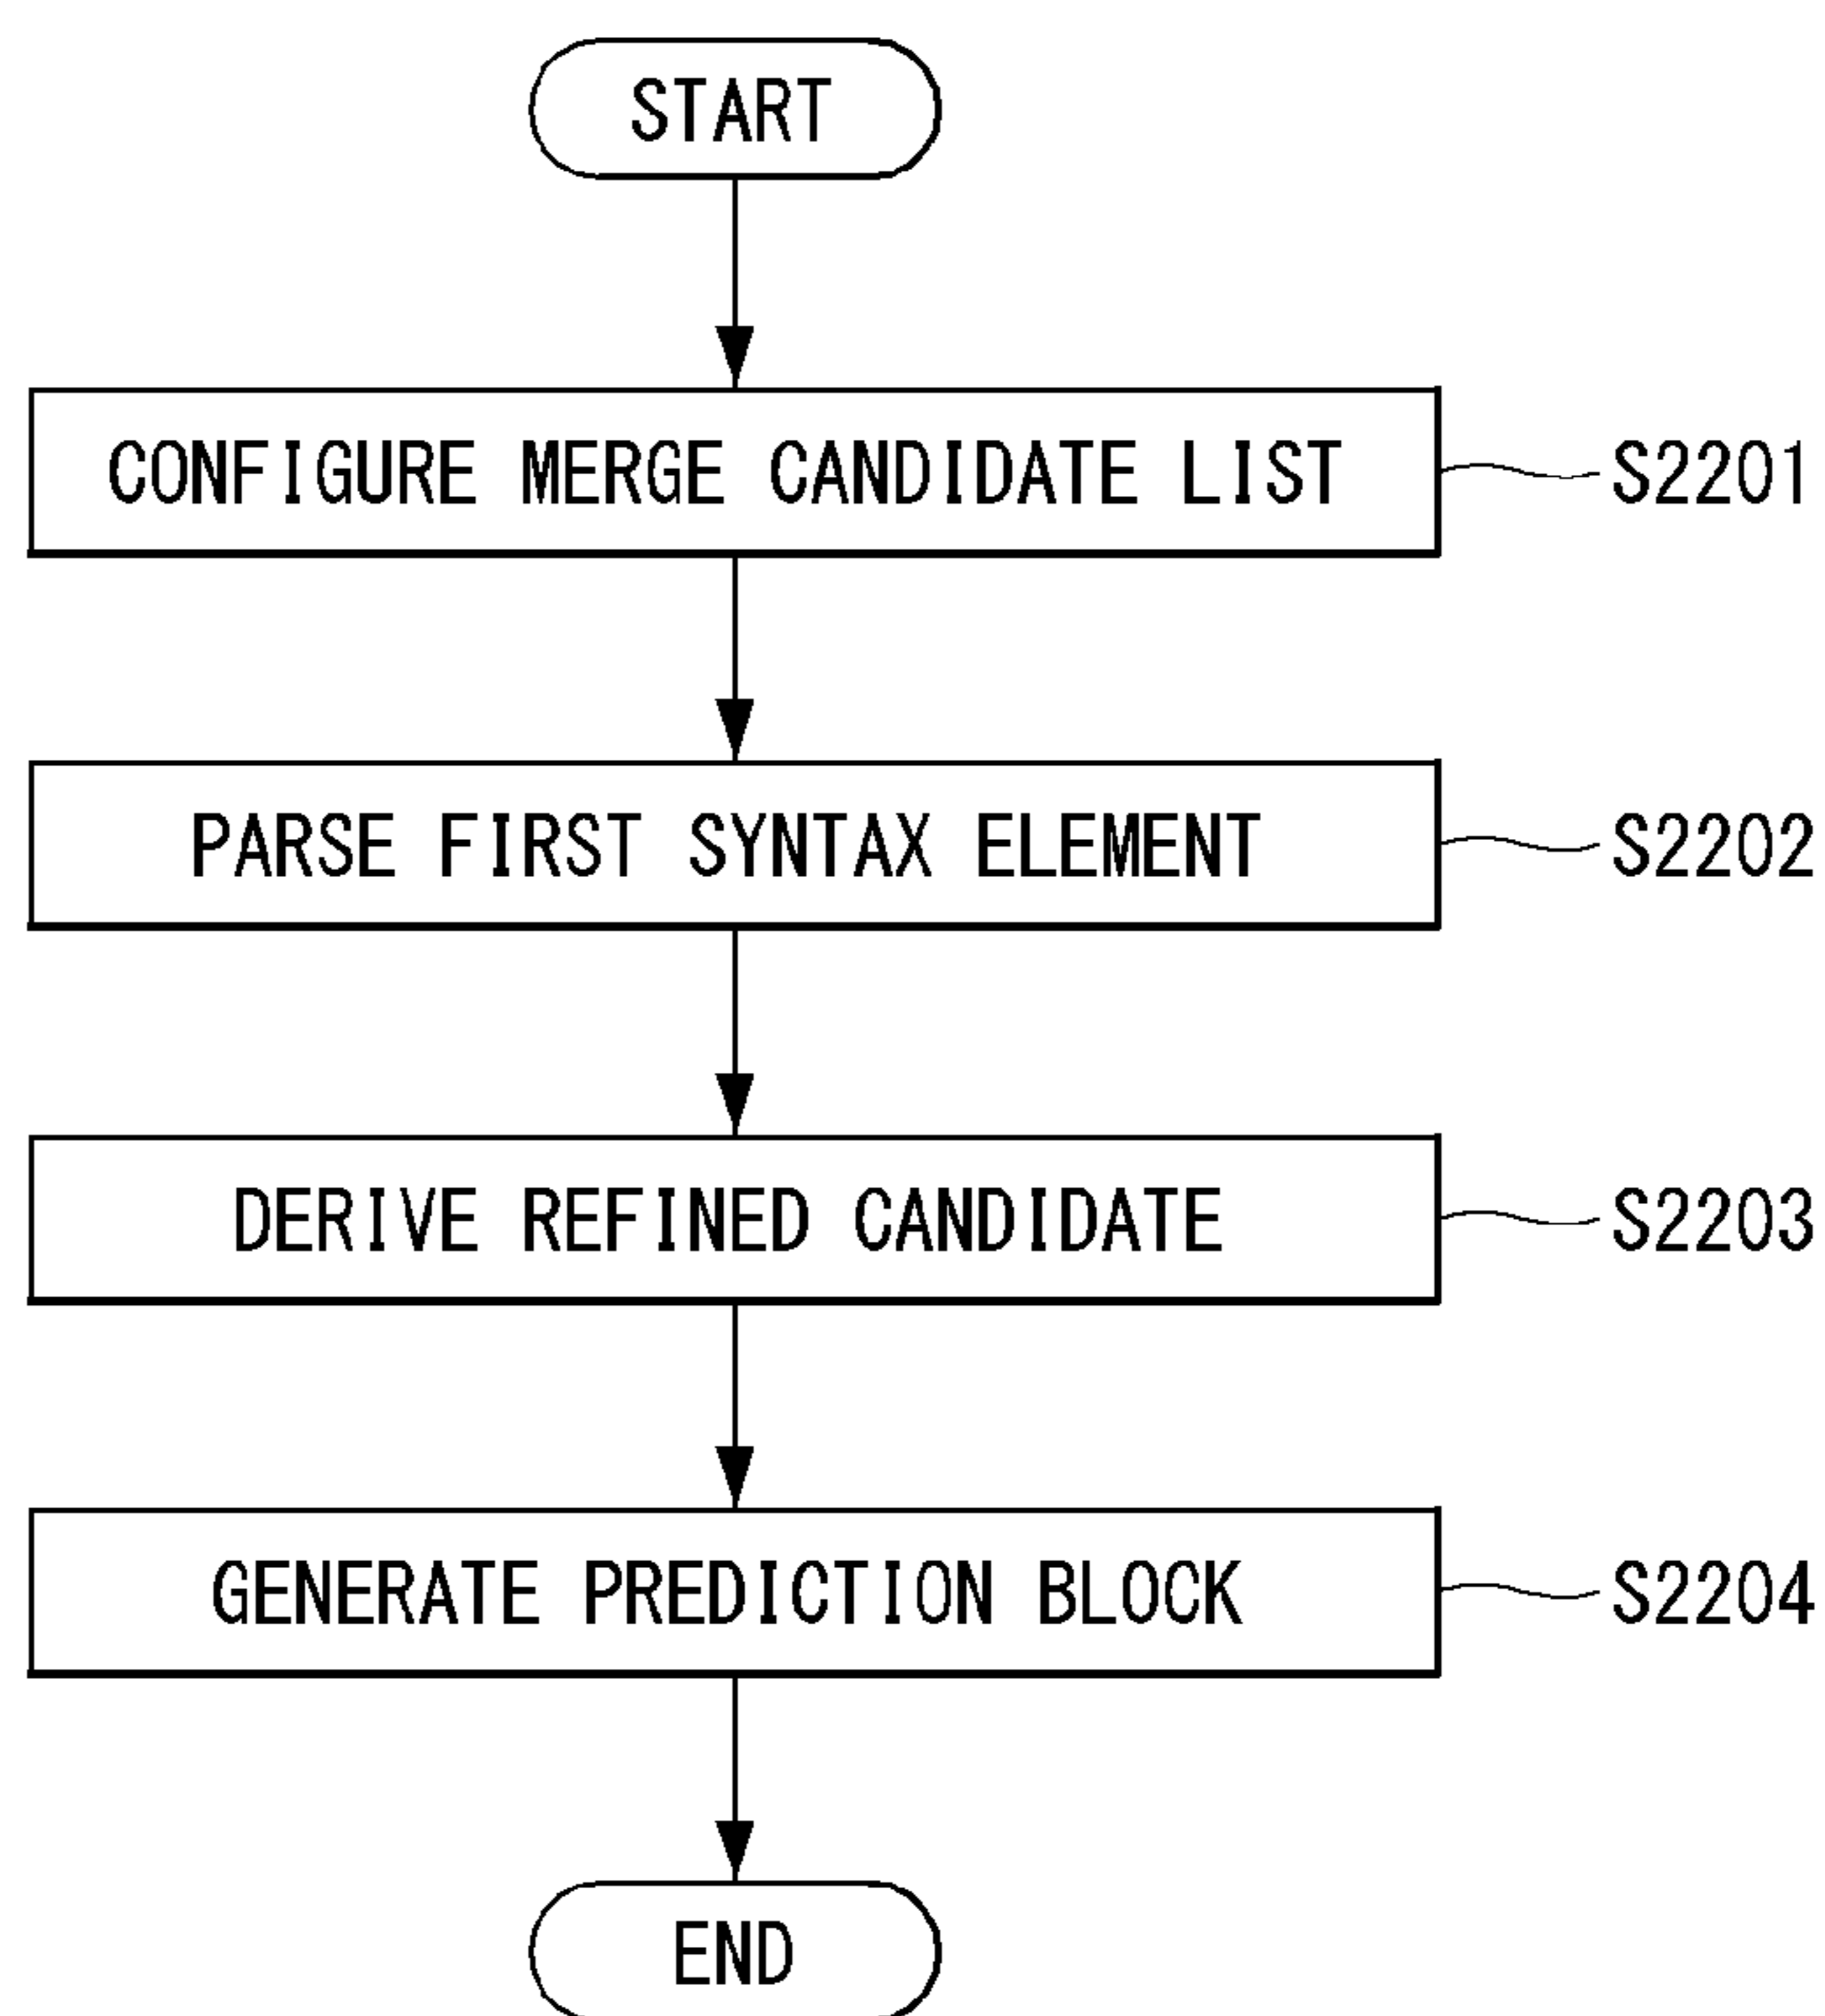 START
CONFIGURE MERGE CANDIDATE LIST
S2201
PARSE FIRST SYNTAX ELEMENT
S2202
DERIVE REFINED CANDIDATE
S2203
GENERATE PREDICTION BLOCK
S2204
END